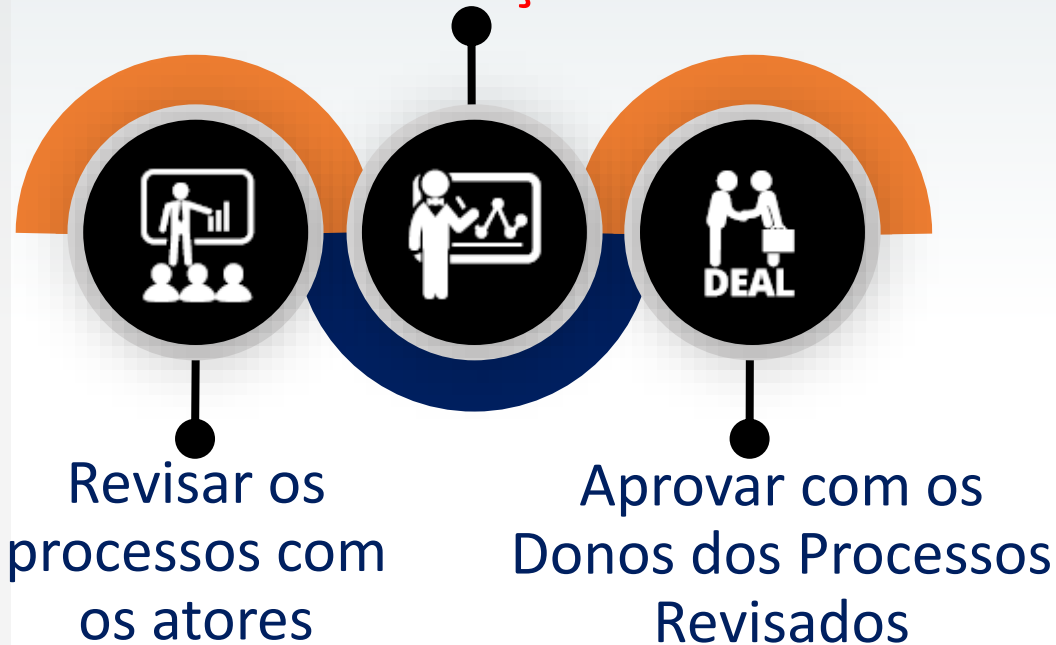 DEAL
Revisar os
processos com
os atores
Aprovar com os
Donos dos Processos
Revisados